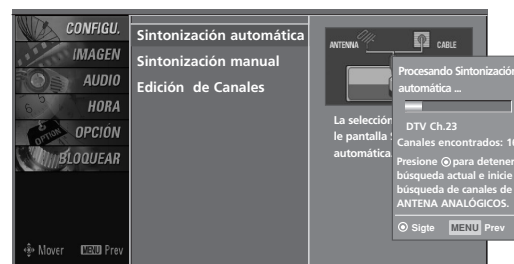 CONFIGU.
IMAGEN
AUDIO
HORA
OPCIÓN
BLOQUEAR
Mover MENU Prev
Sintonización automática
Sintonización manual
Edición de Canales
ANTENNA CABLE
La selección
le pantalla
automática
Procesando Sintonización
automática ...
DTV Ch.23
Canales encontrados:
Presione para detener
búsqueda actual e inicie
búsqueda de canales de
ANTENA ANALÓGICOS.
Sigte MENU Prev